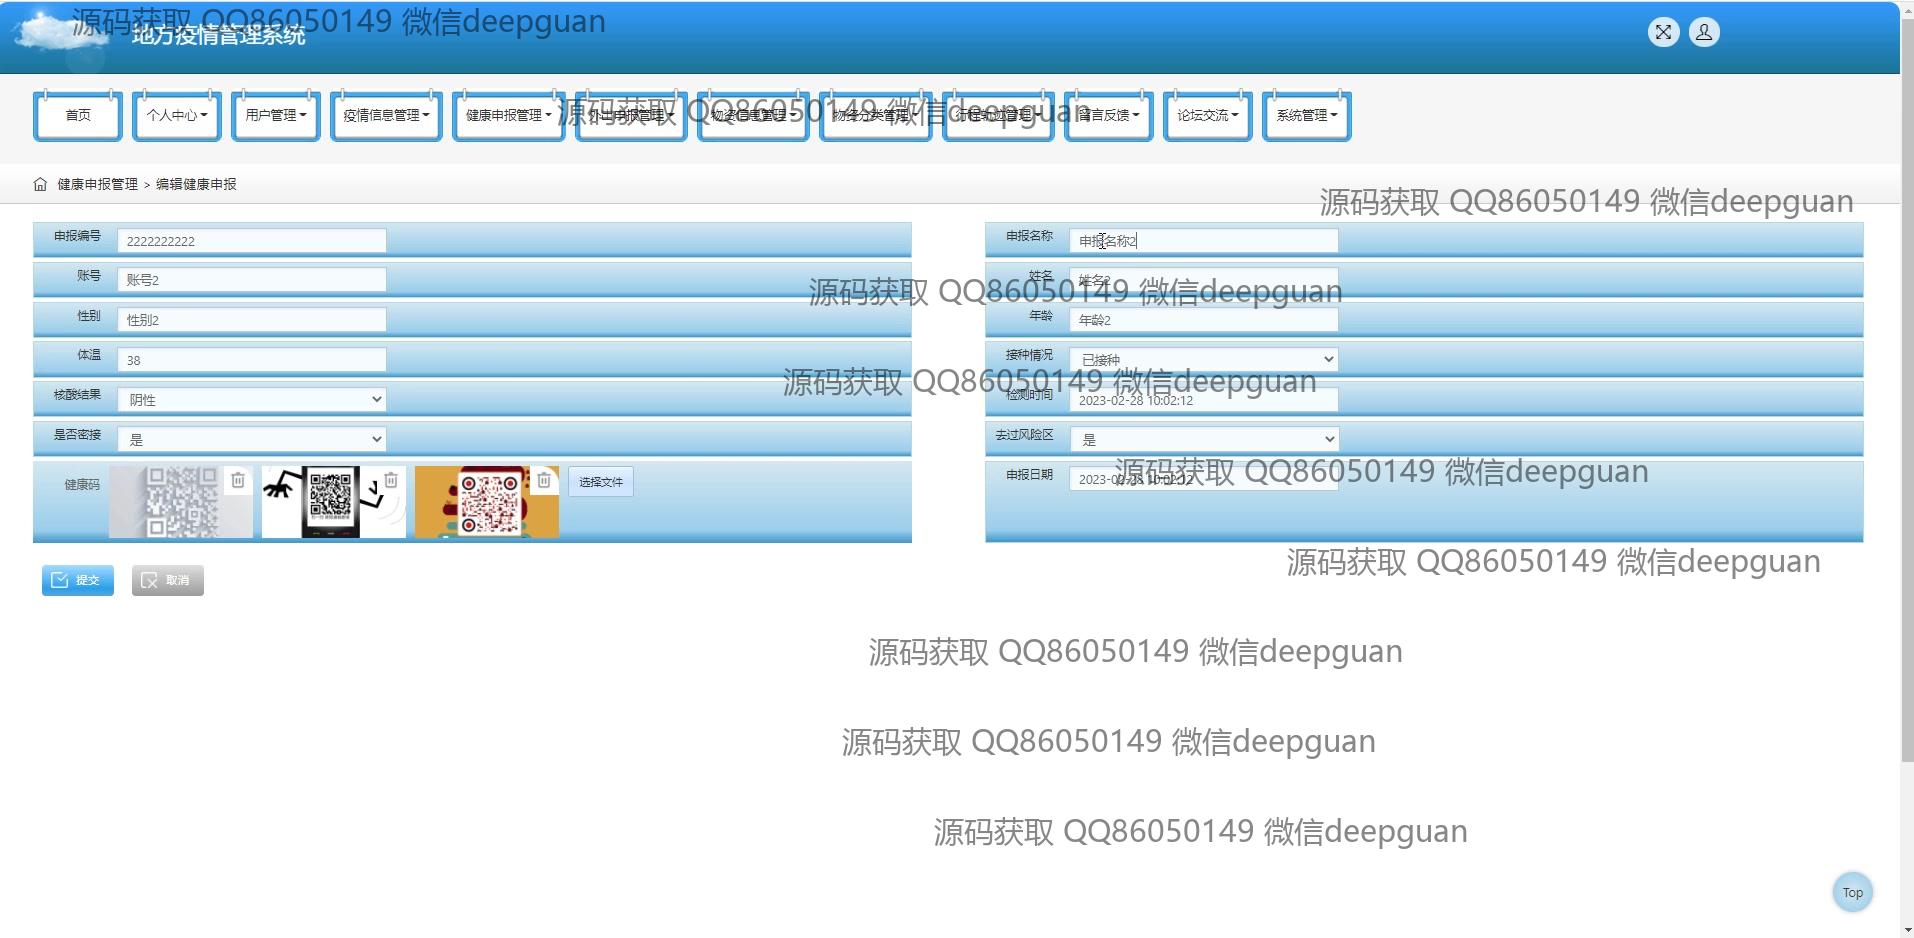 源码获取 QQ86050149 微信deepguan
地方疫情管理系统
首页 个人中心 用户管理 疫情信息管理 健康申报管理 外出申报管理 物资信息管理 物资分类管理 行程轨迹管理 留言反馈 论坛交流 系统管理
源码获取 QQ86050149 微信deepguan
健康申报管理 > 编辑健康申报
源码获取 QQ86050149 微信deepguan
申报编号 2222222222 申报名称 申报名称2
账号 账号2 姓名 姓名2
源码获取 QQ86050149 微信deepguan
性别 性别2 年龄 年龄2
体温 38 接种情况 已接种
源码获取 QQ86050149 微信deepguan
核酸结果 阴性 检测时间 2023-02-28 10:02:12
是否密接 是 去过风险区 是
源码获取 QQ86050149 微信deepguan
健康码 选择文件 申报日期 2023-02-28 10:02:12
源码获取 QQ86050149 微信deepguan
提交 取消
源码获取 QQ86050149 微信deepguan
源码获取 QQ86050149 微信deepguan
源码获取 QQ86050149 微信deepguan
Top